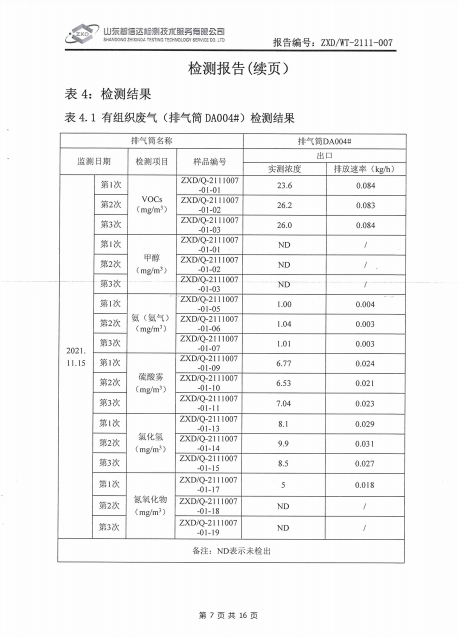 ZXD
山东智信达检测技术服务有限公司
SHANDONG ZHIXINDA TESTING TECHNOLOGY SERVICE CO.,LTD
报告编号：ZXD/WT-2111-007
检测报告(续页）
表 4：检测结果
表 4.1 有组织废气（排气筒 DA004#）检测结果
排气筒名称 排气筒DA004#
监测日期 检测项目 样品编号 出口
实测浓度 排放速率（kg/h）
2021.
11.15
VOCs
（mg/m³）
第1次 ZXD/Q-2111007
-01-01 23.6 0.084
第2次 ZXD/Q-2111007
-01-02 26.2 0.083
第3次 ZXD/Q-2111007
-01-03 26.0 0.084
甲醇
（mg/m³）
第1次 ZXD/Q-2111007
-01-01 ND /
第2次 ZXD/Q-2111007
-01-02 ND /
第3次 ZXD/Q-2111007
-01-03 ND /
氨（氨气）
（mg/m³）
第1次 ZXD/Q-2111007
-01-05 1.00 0.004
第2次 ZXD/Q-2111007
-01-06 1.04 0.003
第3次 ZXD/Q-2111007
-01-07 1.01 0.003
硫酸雾
（mg/m³）
第1次 ZXD/Q-2111007
-01-09 6.77 0.024
第2次 ZXD/Q-2111007
-01-10 6.53 0.021
第3次 ZXD/Q-2111007
-01-11 7.04 0.023
氯化氢
（mg/m³）
第1次 ZXD/Q-2111007
-01-13 8.1 0.029
第2次 ZXD/Q-2111007
-01-14 9.9 0.031
第3次 ZXD/Q-2111007
-01-15 8.5 0.027
氮氧化物
（mg/m³）
第1次 ZXD/Q-2111007
-01-17 5 0.018
第2次 ZXD/Q-2111007
-01-18 ND /
第3次 ZXD/Q-2111007
-01-19 ND /
备注：ND表示未检出
第 7 页 共 16 页